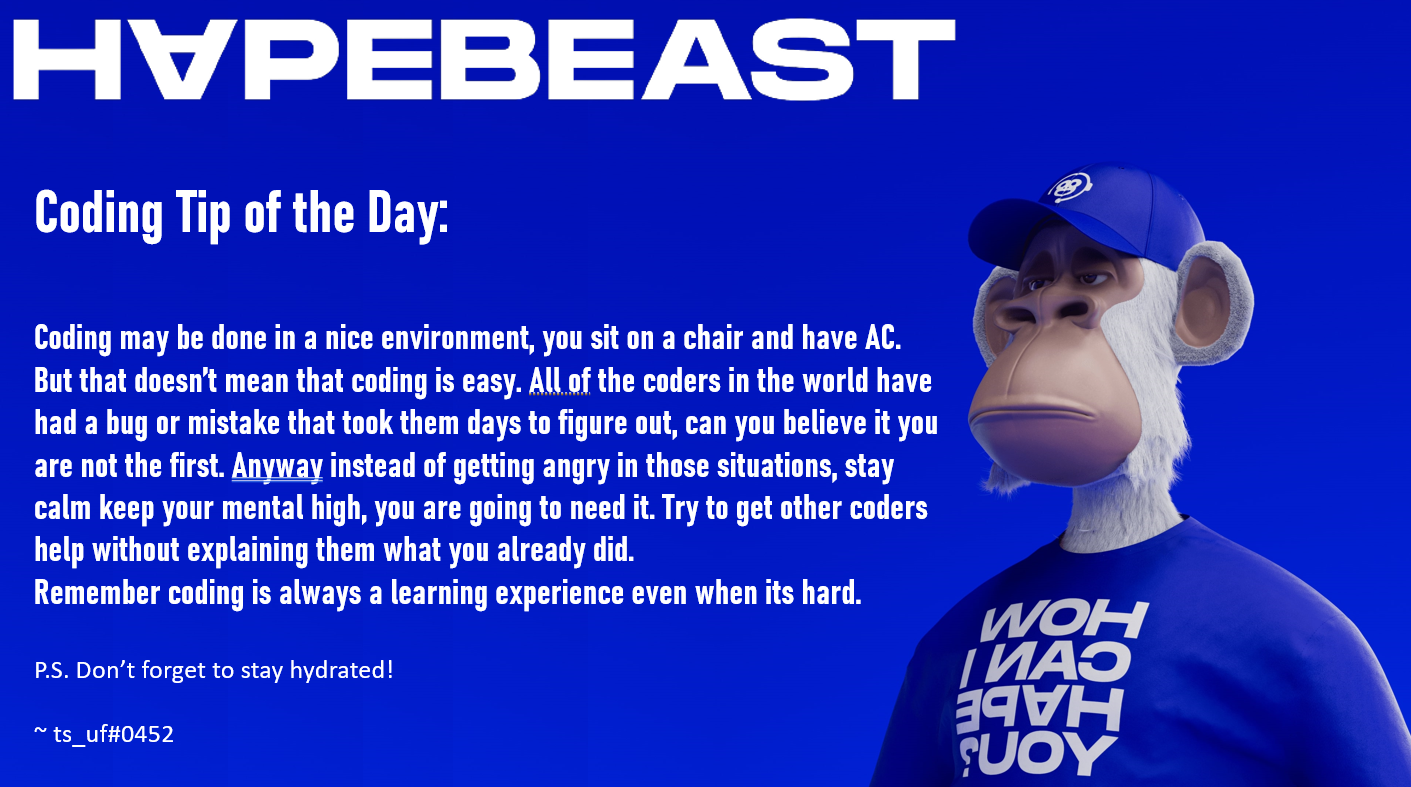 HAPEBEAST
Coding Tip of the Day:
Coding may be done in a nice environment, you sit on a chair and have AC.
But that doesn’t mean that coding is easy. All of the coders in the world have
had a bug or mistake that took them days to figure out, can you believe it you
are not the first. Anyway instead of getting angry in those situations, stay
calm keep your mental high, you are going to need it. Try to get other coders
help without explaining them what you already did.
Remember coding is always a learning experience even when its hard.
P.S. Don’t forget to stay hydrated!
~ ts_uf#0452
HOW
CAN I
HAPE
YOU?